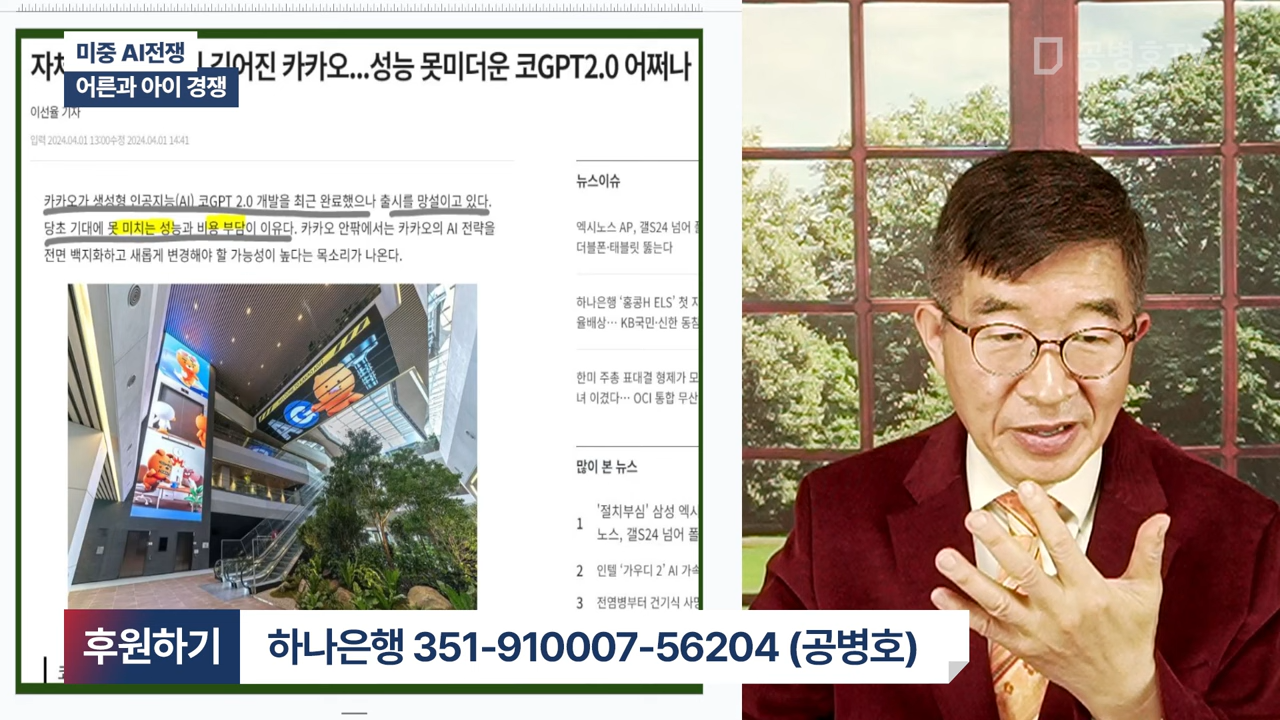 미중 AI전쟁
어른과 아이 경쟁
자체 깊어진 카카오...성능 못미더운 코GPT2.0 어쩌나
이선율 기자
입력 2024.04.01 13:00수정 2024.04.01 14:41
카카오가 생성형 인공지능(AI) 코GPT 2.0 개발을 최근 완료했으나 출시를 망설이고 있다.
당초 기대에 못 미치는 성능과 비용 부담이 이유다. 카카오 안팎에서는 카카오의 AI 전략을
전면 백지화하고 새롭게 변경해야 할 가능성이 높다는 목소리가 나온다.
뉴스이슈
엑시노스 AP, 갤S24 넘어
더블폰·태블릿 뚫는다
하나은행 '홍콩H ELS' 첫
율배상… KB국민·신한 동참
한미 주총 표대결 형제가
녀 이겼다… OCI 통합 무산
많이 본 뉴스
1 '절치부심' 삼성 엑시
노스, 갤S24 넘어
2 인텔 '가우디 2' AI 가속
3 전염병부터 건기식
공병호
후원하기
하나은행 351-910007-56204 (공병호)